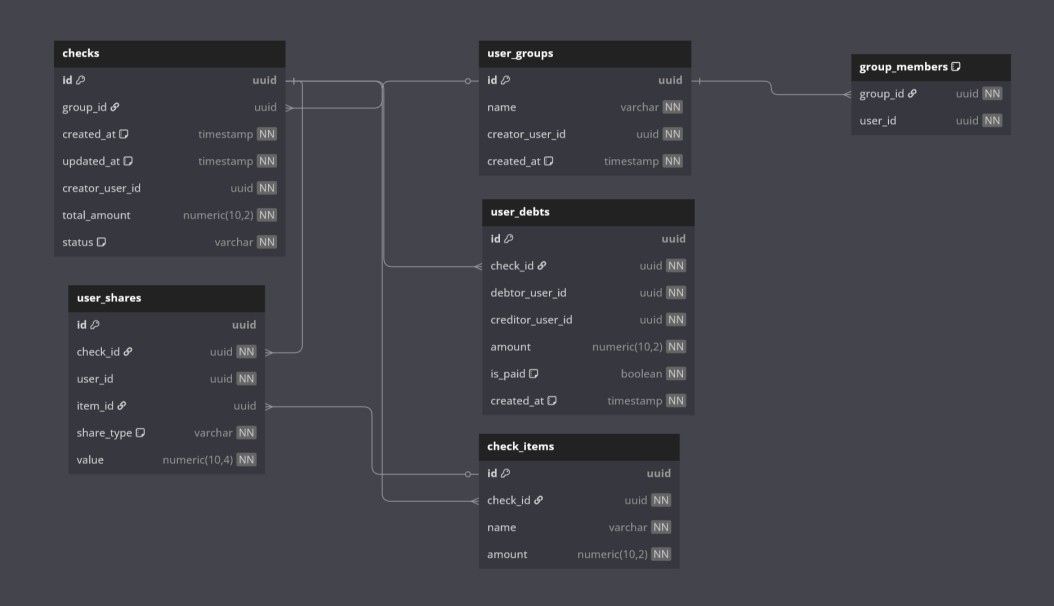 checks
id uuid
group_id uuid
created_at timestamp NN
updated_at timestamp NN
creator_user_id uuid NN
total_amount numeric(10,2) NN
status varchar NN
user_shares
id uuid
check_id uuid NN
user_id uuid NN
item_id uuid
share_type varchar NN
value numeric(10,4) NN
user_groups
id uuid
name varchar NN
creator_user_id uuid NN
created_at timestamp NN
user_debts
id uuid
check_id uuid NN
debtor_user_id uuid NN
creditor_user_id uuid NN
amount numeric(10,2) NN
is_paid boolean NN
created_at timestamp NN
check_items
id uuid
check_id uuid NN
name varchar NN
amount numeric(10,2) NN
group_members
group_id uuid NN
user_id uuid NN